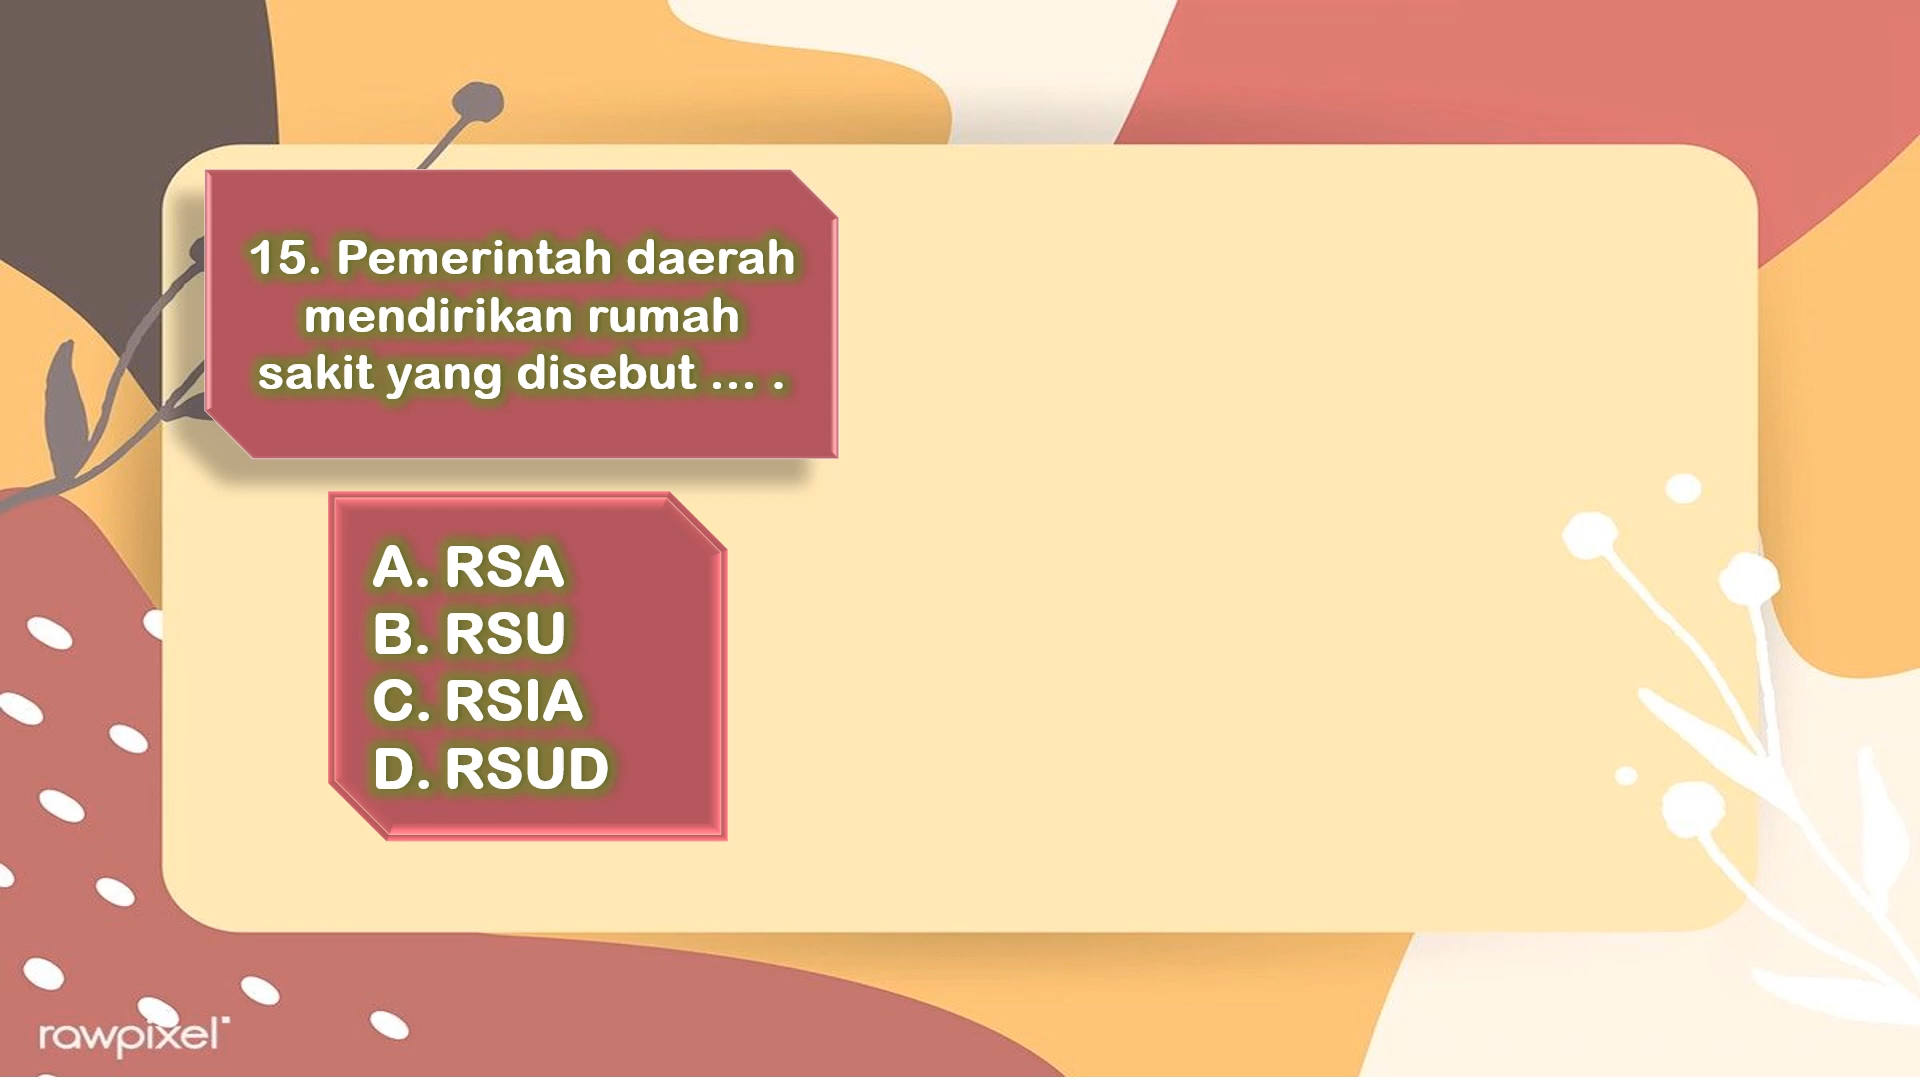 15. Pemerintah daerah
mendirikan rumah
sakit yang disebut ... .
A. RSA
B. RSU
C. RSIA
D. RSUD
rawpixel